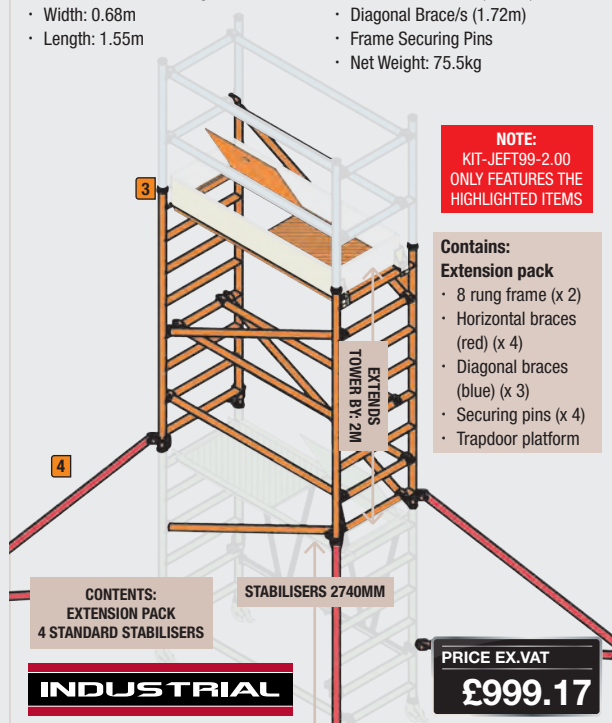 · Width: 0.68m
· Length: 1.55m
· Diagonal Brace/s (1.72m)
· Frame Securing Pins
· Net Weight: 75.5kg
NOTE:
KIT-JEFT99-2.00
ONLY FEATURES THE
HIGHLIGHTED ITEMS
3
Contains:
Extension pack
· 8 rung frame (x 2)
· Horizontal braces
(red) (x 4)
· Diagonal braces
(blue) (x 3)
· Securing pins (x 4)
· Trapdoor platform
EXTENDS
TOWER BY: 2M
4
CONTENTS:
EXTENSION PACK
4 STANDARD STABILISERS
STABILISERS 2740MM
INDUSTRIAL
PRICE EX.VAT
£999.17